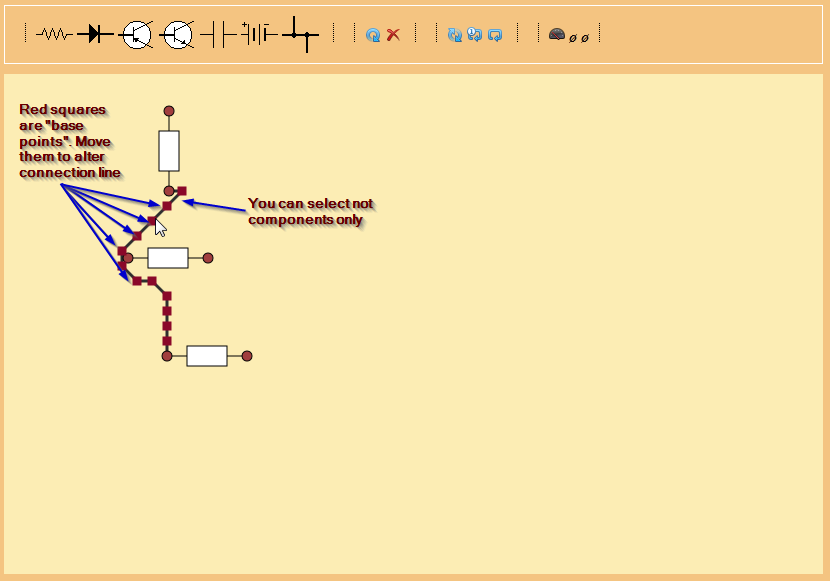 Red squares
are "base
points". Move
them to alter
connection line
You can select not
components only